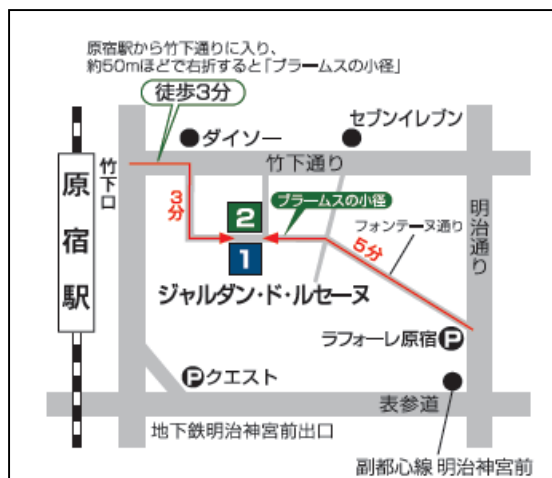 原宿駅から竹下通りに入り、
約50mほどで右折すると「ブラームスの小径」
徒歩3分
セブンイレブン
ダイソー
竹下口
竹下通り
原宿駅
3分
2
ブラームスの小径
明治通り
フォンテーヌ通り
1
5分
ジャルダン・ド・ルセーヌ
ラフォーレ原宿 P
Pクエスト
表参道
地下鉄明治神宮前出口
副都心線 明治神宮前